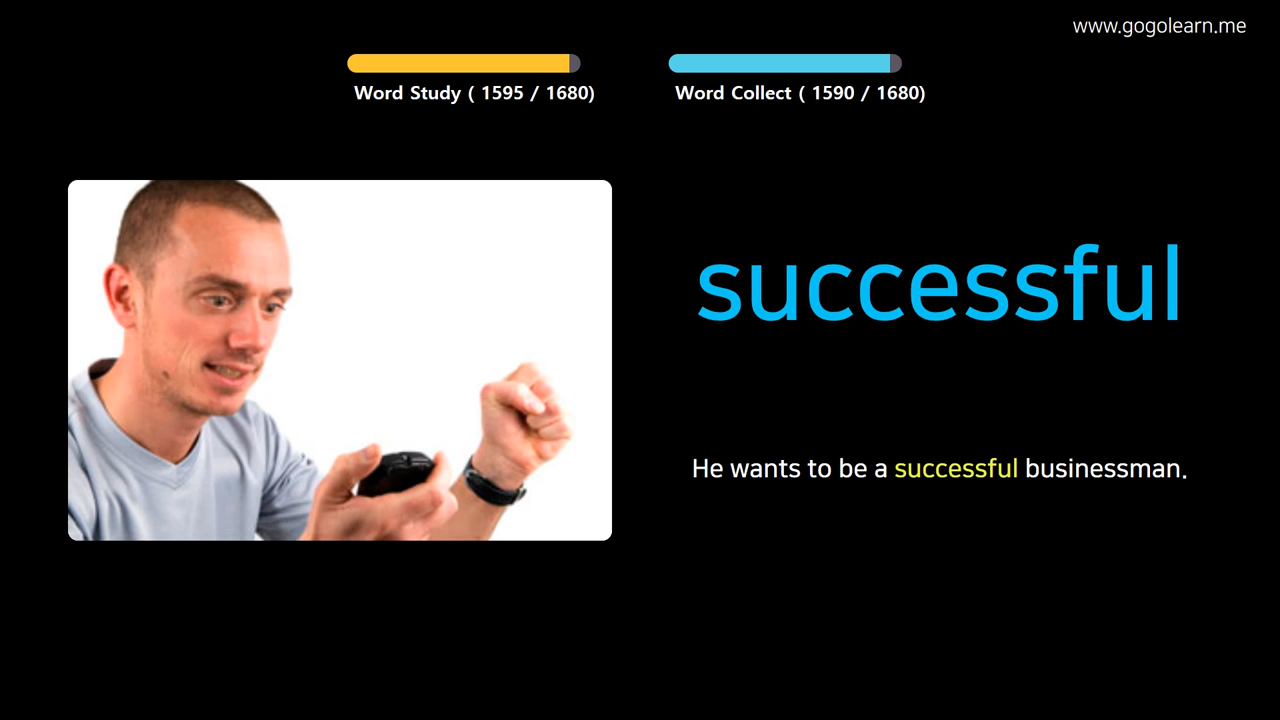 www.gogolearn.me
Word Study ( 1595 / 1680)
Word Collect ( 1590 / 1680)
successful
He wants to be a successful businessman.